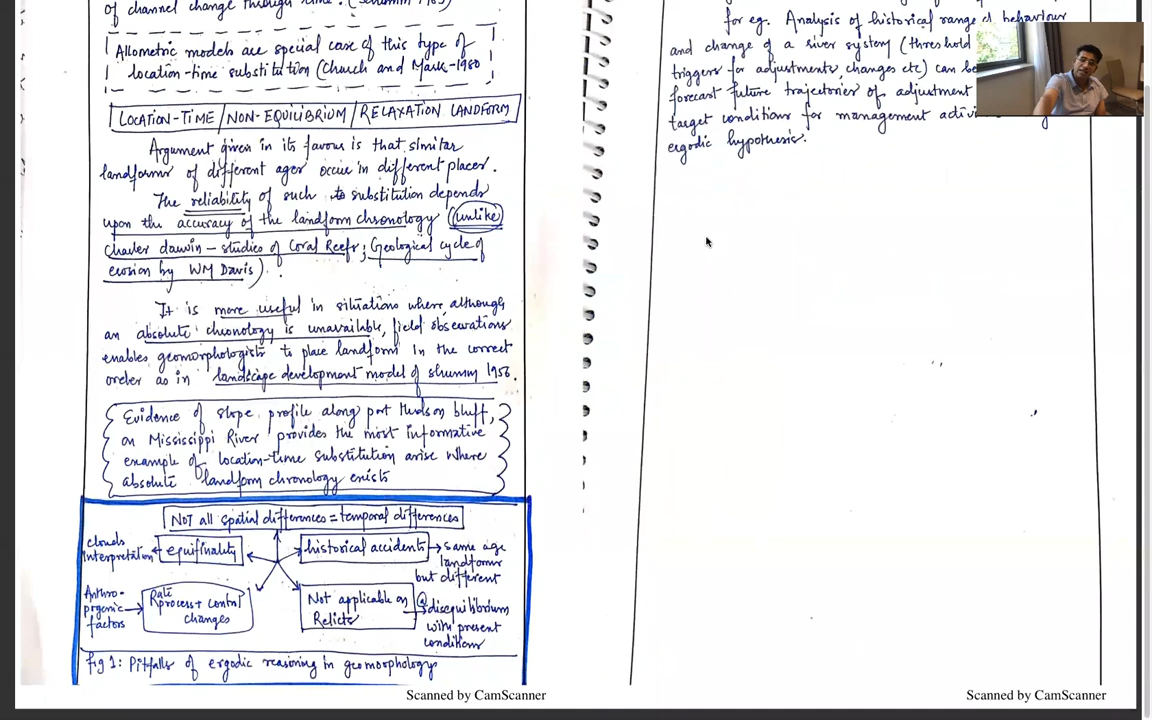 of channel change through time. (Schumm 1985)
Allometric models are special case of this type of
location-time substitution (Church and Mark-1980
LOCATION-TIME/NON-EQUILIBRIUM/RELAXATION LANDFORM
Argument given in its favour is that similar
landforms of different ages occur in different places.
The reliability of such substitution depends
upon the accuracy of the landform chronology (unlike
charles darwin - studies of Coral Reefs; Geological cycle of
erosion by WM Davis).
It is more useful in situations where, although
an absolute chronology is unavailable, field observations
enables geomorphologists to place landforms in the correct
order as in landscape development model of shummy 1956.
Evidence of slope profile along port Hudson bluff,
on Mississippi River provides the most informative
example of location-time substitution arise where
absolute landform chronology exists
NOT all spatial differences = temporal differences
clouds
interpretation
equifinality
historical accidents
same age
landforms
but different
Anthro-
pogenic
factors
Rate
process + control
changes
Not applicable on
Relicts
@
disequilibrium
with present
conditions
fig 1: Pitfalls of ergodic reasoning in geomorphology
Scanned by CamScanner
for eg. Analysis of historical range of behaviour
and change of a river system (threshold
triggers for adjustments, changes etc) can be
forecast future trajectories of adjustment
target conditions for management
ergodic hypothesis.
Scanned by CamScanner